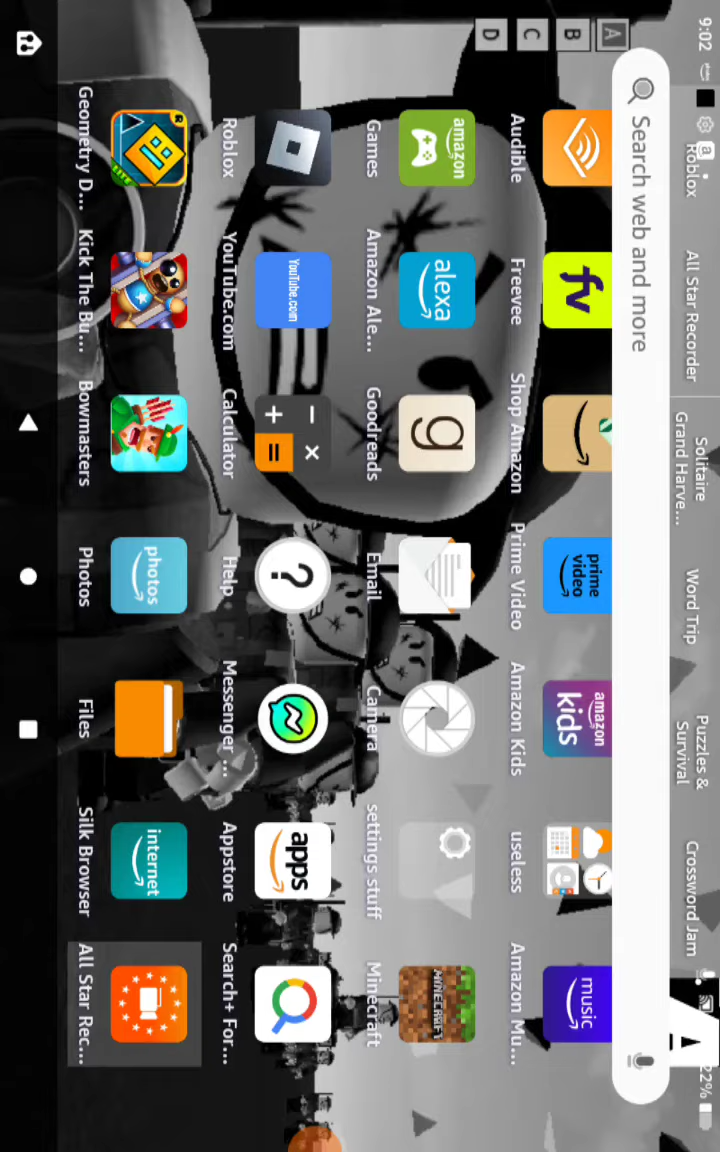 9:02
22%
Roblox
All Star Recorder
Solitaire
Grand Harve...
Word Trip
Puzzles &
Survival
Crossword Jam
Search web and more
A
B
C
D
Audible
Freevee
Shop Amazon
Prime Video
Amazon Kids
useless
Amazon Mu...
fv
prime
video
amazon
kids
music
Games
Amazon Ale...
Goodreads
Email
Camera
settings stuff
Minecraft
amazon
alexa
g
MINECRAFT
Roblox
YouTube.com
Calculator
Help
Messenger ...
Appstore
Search+ For...
YouTube.com
apps
Geometry D...
Kick The Bu...
Bowmasters
Photos
Files
Silk Browser
All Star Rec...
photos
internet